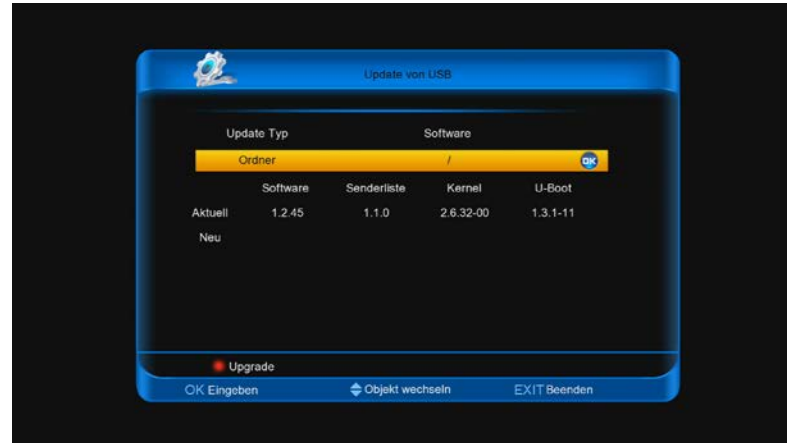 Update von USB
Update Typ Software
Ordner / OK
Software Senderliste Kernel U-Boot
Aktuell 1.2.45 1.1.0 2.6.32-00 1.3.1-11
Neu
Upgrade
OK Eingeben Objekt wechseln EXIT Beenden